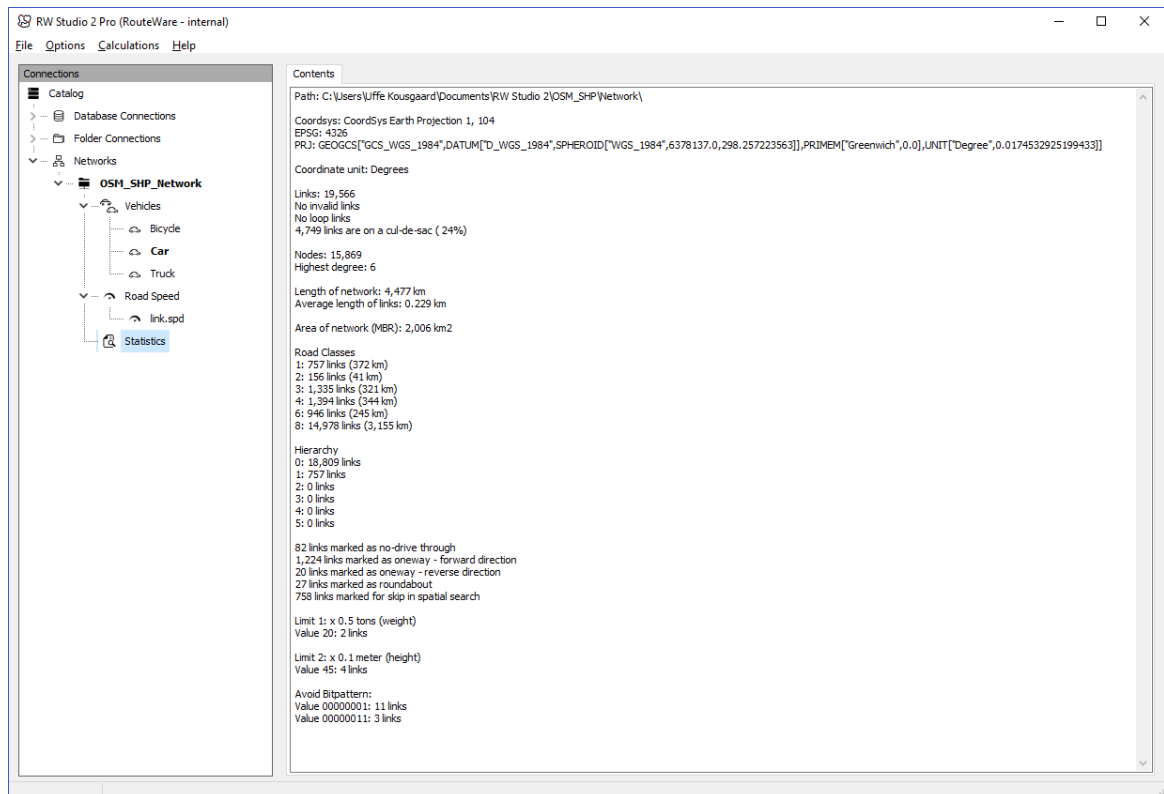 RW Studio 2 Pro (RouteWare - internal)
File Options Calculations Help
Connections
Catalog
Database Connections
Folder Connections
Networks
OSM_SHP_Network
Vehicles
Bicycle
Car
Truck
Road Speed
link.spd
Statistics
Contents
Path: C:\Users\Uffe Kousgaard\Documents\RW Studio 2\OSM_SHP\Network\
Coordsys: CoordSys Earth Projection 1, 104
EPSG: 4326
PRJ: GEOGCS["GCS_WGS_1984",DATUM["D_WGS_1984",SPHEROID["WGS_1984",6378137.0,298.257223563]],PRIMEM["Greenwich",0.0],UNIT["Degree",0.0174532925199433]]
Coordinate unit: Degrees
Links: 19,566
No invalid links
No loop links
4,749 links are on a cul-de-sac ( 24%)
Nodes: 15,869
Highest degree: 6
Length of network: 4,477 km
Average length of links: 0.229 km
Area of network (MBR): 2,006 km2
Road Classes
1: 757 links (372 km)
2: 156 links (41 km)
3: 1,335 links (321 km)
4: 1,394 links (344 km)
6: 946 links (245 km)
8: 14,978 links (3,155 km)
Hierarchy
0: 18,809 links
1: 757 links
2: 0 links
3: 0 links
4: 0 links
5: 0 links
82 links marked as no-drive through
1,224 links marked as oneway - forward direction
20 links marked as oneway - reverse direction
27 links marked as roundabout
758 links marked for skip in spatial search
Limit 1: x 0.5 tons (weight)
Value 20: 2 links
Limit 2: x 0.1 meter (height)
Value 45: 4 links
Avoid Bitpattern:
Value 00000001: 11 links
Value 00000011: 3 links